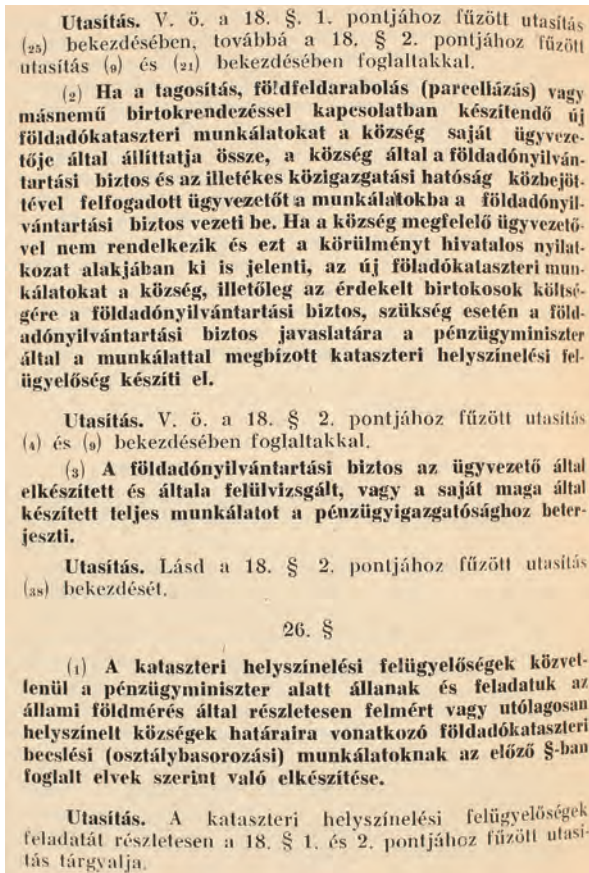 Utasítás. V. ö. a 18. §. 1. pontjához fűzött utasítás
(25) bekezdésében, továbbá a 18. § 2. pontjához fűzött
utasítás (9) és (21) bekezdésében foglaltakkal.
(2) Ha a tagosítás, földfeldarabolás (parcellázás) vagy
másnemű birtokrendezéssel kapcsolatban készítendő új
földadókataszteri munkálatokat a község saját ügyveze-
tője által állíttatja össze, a község által a földadónyilván-
tartási biztos és az illetékes közigazgatási hatóság közbejöt-
tével felfogadott ügyvezetőt a munkálatokba a földadónyil-
vántartási biztos vezeti be. Ha a község megfelelő ügyvezető-
vel nem rendelkezik és ezt a körülményt hivatalos nyilat-
kozat alakjában ki is jelenti, az új föladókataszteri mun-
kálatokat a község, illetőleg az érdekelt birtokosok költsé-
gére a földadónyilvántartási biztos, szükség esetén a föld-
adónyilvántartási biztos javaslatára a pénzügyminiszter
által a munkálattal megbízott kataszteri helyszínelési fel-
ügyelőség készíti el.
Utasítás. V. ö. a 18. § 2. pontjához fűzött utasítás
(4) és (9) bekezdésében foglaltakkal.
(3) A földadónyilvántartási biztos az ügyvezető által
elkészített és általa felülvizsgált, vagy a saját maga által
készített teljes munkálatot a pénzügyigazgatósághoz beter-
jeszti.
Utasítás. Lásd a 18. § 2. pontjához fűzött utasítás
(38) bekezdését.
26. §
(1) A kataszteri helyszínelési felügyelőségek közvet-
lenül a pénzügyminiszter alatt állanak és feladatuk az
állami földmérés által részletesen felmért vagy utólagosan
helyszínelt községek határaira vonatkozó földadókataszteri
becslési (osztálybasorozási) munkálatoknak az előző §-ban
foglalt elvek szerint való elkészítése.
Utasítás. A kataszteri helyszínelési felügyelőségek
feladatát részletesen a 18. § 1. és 2. pontjához fűzött utasí-
tás tárgyalja.